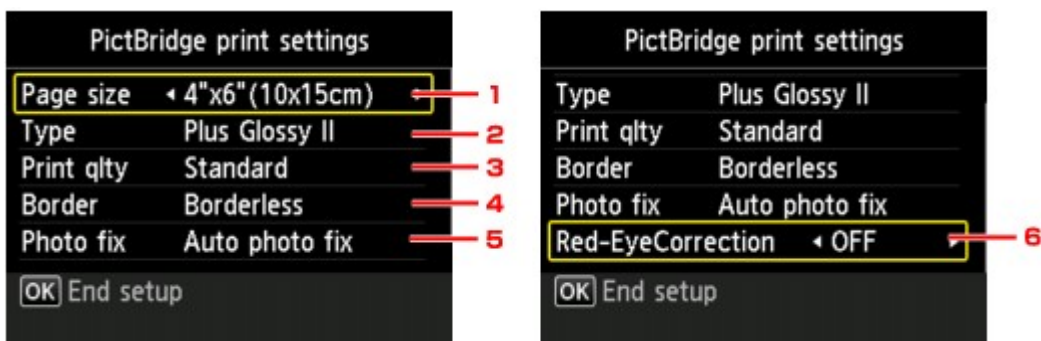 PictBridge print settings
Page size 4"x6"(10x15cm) 1
Type Plus Glossy II 2
Print qlty Standard 3
Border Borderless 4
Photo fix Auto photo fix 5
OK End setup
PictBridge print settings
Type Plus Glossy II
Print qlty Standard
Border Borderless
Photo fix Auto photo fix
Red-EyeCorrection OFF 6
OK End setup